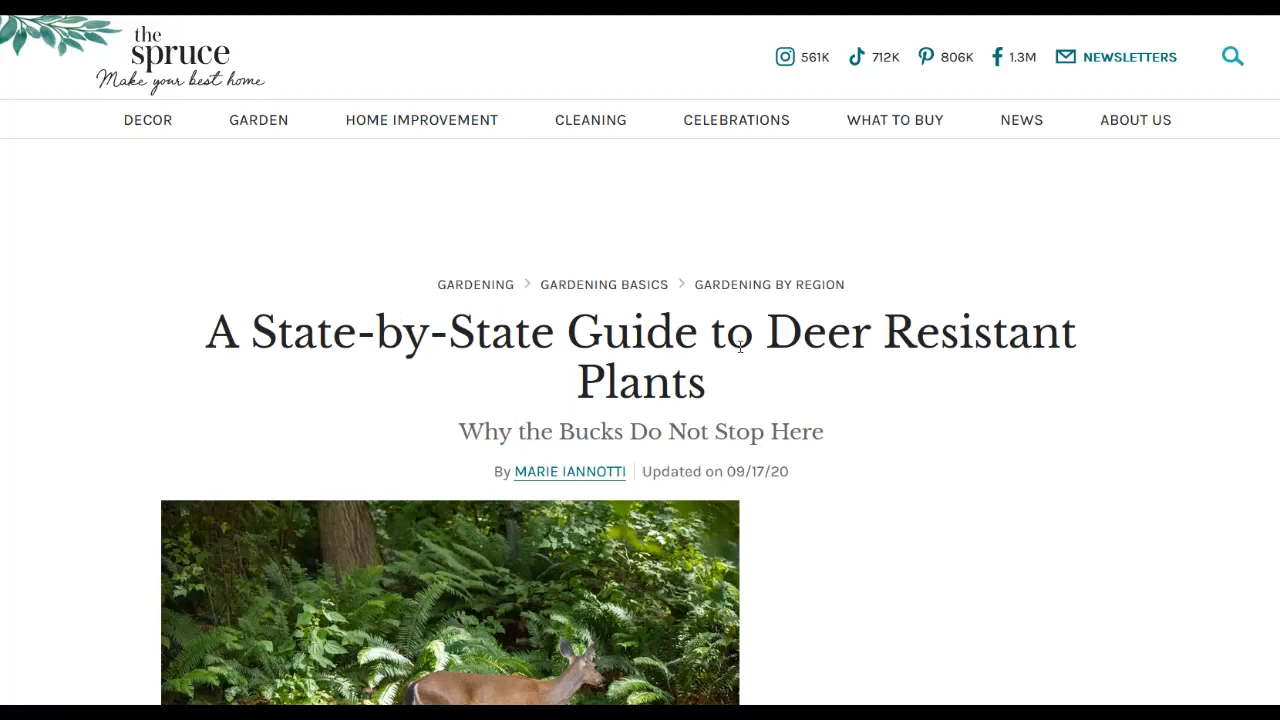 the
spruce
Make your best home
561K 712K 806K 1.3M NEWSLETTERS
DECOR GARDEN HOME IMPROVEMENT CLEANING CELEBRATIONS WHAT TO BUY NEWS ABOUT US
GARDENING > GARDENING BASICS > GARDENING BY REGION
A State-by-State Guide to Deer Resistant
Plants
Why the Bucks Do Not Stop Here
By MARIE IANNOTTI | Updated on 09/17/20